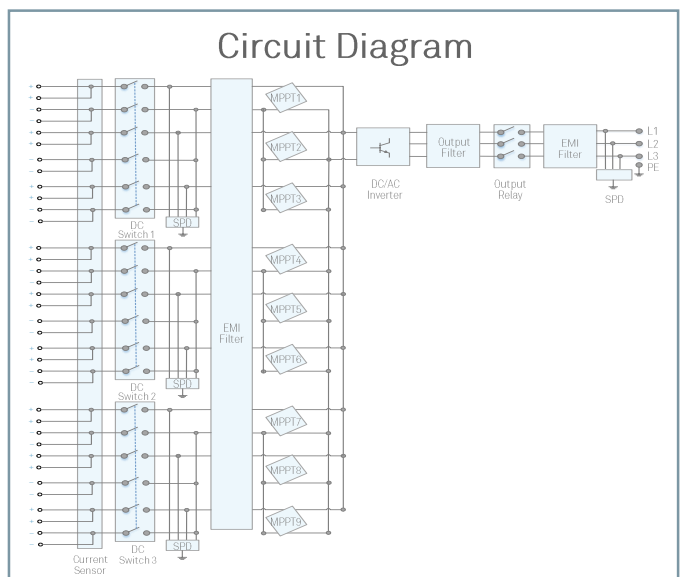 Circuit Diagram
MPPT1
MPPT2
MPPT3
SPD
DC
Switch 1
DC/AC
Inverter
Output
Filter
Output
Relay
EMI
Filter
L1
L2
L3
PE
SPD
MPPT4
MPPT5
MPPT6
EMI
Filter
SPD
DC
Switch 2
MPPT7
MPPT8
MPPT9
SPD
DC
Switch 3
Current
Sensor